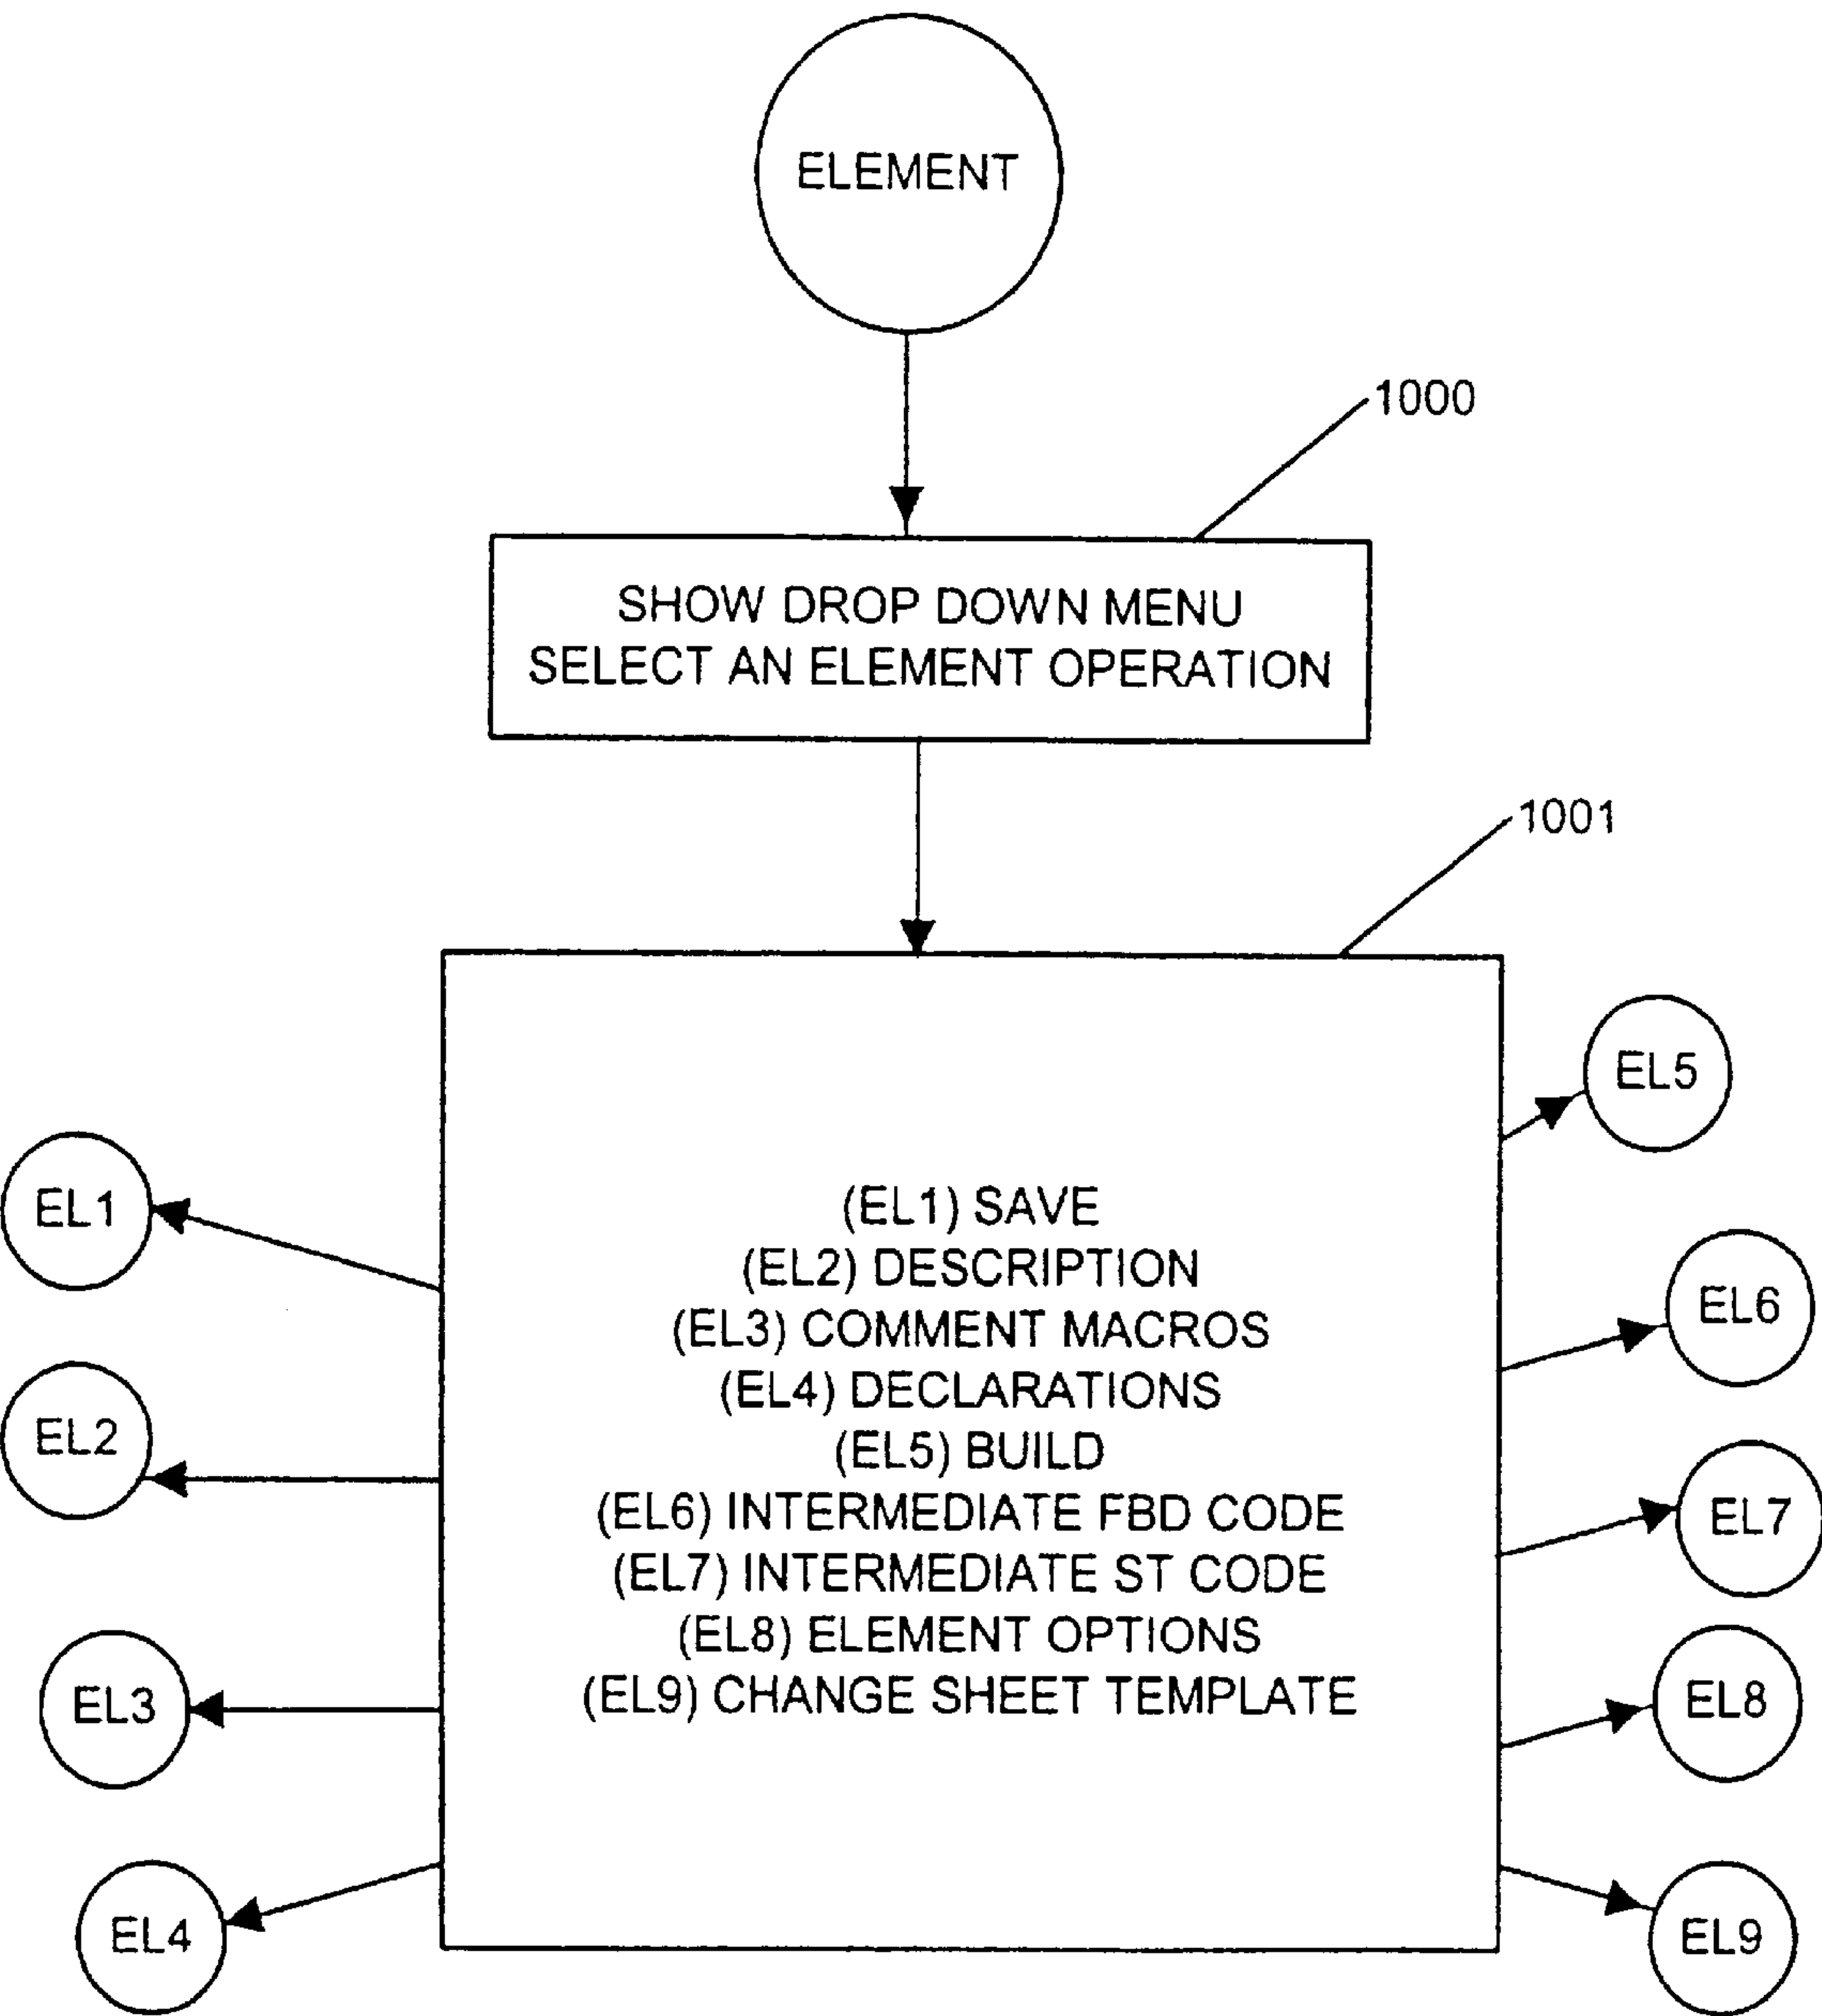 ELEMENT
1000
SHOW DROP DOWN MENU
SELECT AN ELEMENT OPERATION
1001
EL5
EL1
EL6
EL2
EL7
EL3
EL8
EL4
EL9
(EL1) SAVE
(EL2) DESCRIPTION
(EL3) COMMENT MACROS
(EL4) DECLARATIONS
(EL5) BUILD
(EL6) INTERMEDIATE FBD CODE
(EL7) INTERMEDIATE ST CODE
(EL8) ELEMENT OPTIONS
(EL9) CHANGE SHEET TEMPLATE